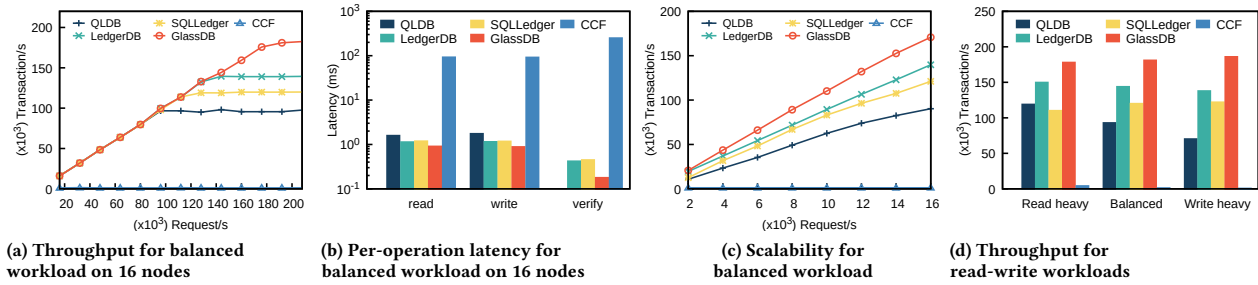 QLDB SQLLedger CCF
LedgerDB GlassDB
(x10³) Transaction/s
200
150
100
50
0
20 40 60 80 100 120 140 160 180 200
(x10³) Request/s
(a) Throughput for balanced
workload on 16 nodes
QLDB SQLLedger CCF
LedgerDB GlassDB
Latency (ms)
10³
10²
10¹
10⁰
10⁻¹
read write verify
(b) Per-operation latency for
balanced workload on 16 nodes
QLDB SQLLedger CCF
LedgerDB GlassDB
(x10³) Transaction/s
200
150
100
50
0
2 4 6 8 10 12 14 16
(x10³) Request/s
(c) Scalability for
balanced workload
QLDB SQLLedger CCF
LedgerDB GlassDB
(x10³) Transaction/s
250
200
150
100
50
0
Read heavy Balanced Write heavy
(d) Throughput for
read-write workloads